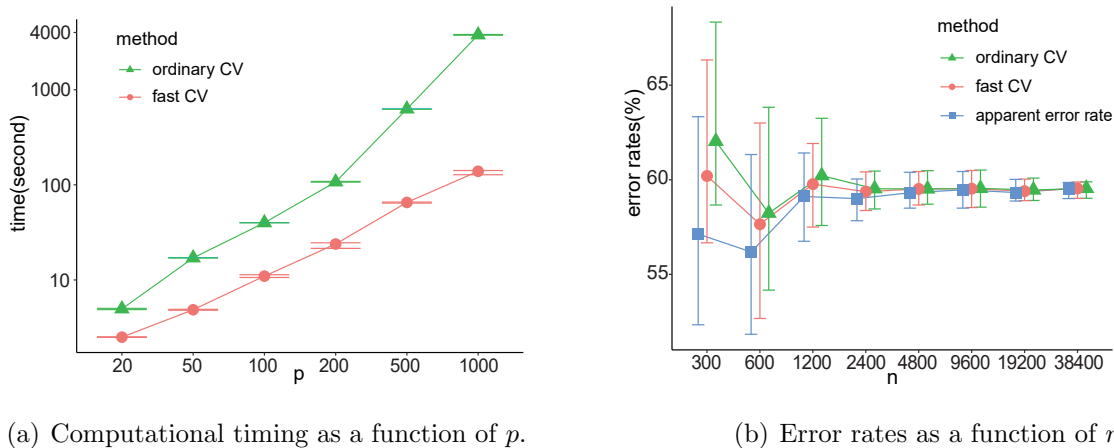 method
ordinary CV
fast CV
time(second)
4000
1000
100
10
20 50 100 200 500 1000
p
(a) Computational timing as a function of p.
method
ordinary CV
fast CV
apparent error rate
error rates(%)
65
60
55
300 600 1200 2400 4800 9600 19200 38400
n
(b) Error rates as a function of n